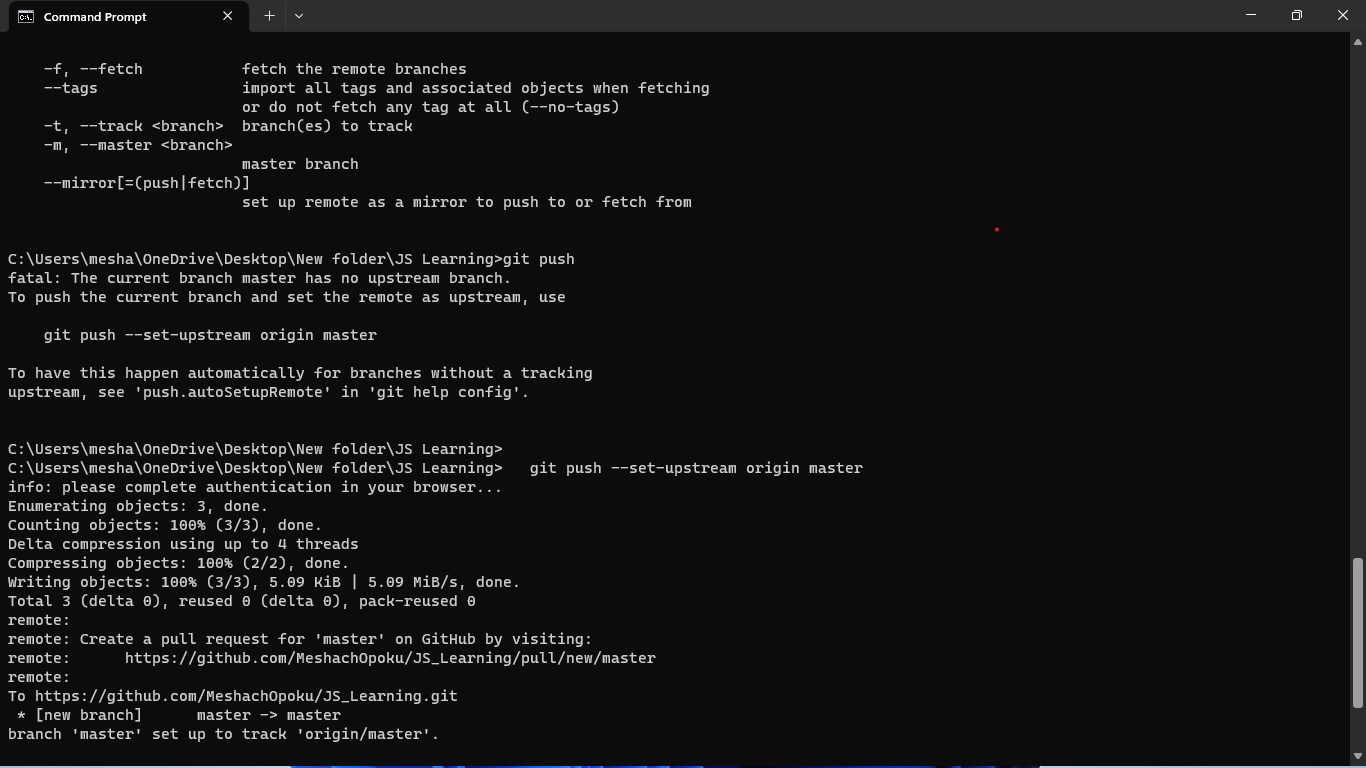 Command Prompt
-f, --fetch           fetch the remote branches
--tags                import all tags and associated objects when fetching
                      or do not fetch any tag at all (--no-tags)
-t, --track <branch>  branch(es) to track
-m, --master <branch>
                      master branch
--mirror[=(push|fetch)]
                      set up remote as a mirror to push to or fetch from
C:\Users\mesha\OneDrive\Desktop\New folder\JS Learning>git push
fatal: The current branch master has no upstream branch.
To push the current branch and set the remote as upstream, use
    git push --set-upstream origin master
To have this happen automatically for branches without a tracking
upstream, see 'push.autoSetupRemote' in 'git help config'.
C:\Users\mesha\OneDrive\Desktop\New folder\JS Learning>
C:\Users\mesha\OneDrive\Desktop\New folder\JS Learning>   git push --set-upstream origin master
info: please complete authentication in your browser...
Enumerating objects: 3, done.
Counting objects: 100% (3/3), done.
Delta compression using up to 4 threads
Compressing objects: 100% (2/2), done.
Writing objects: 100% (3/3), 5.09 KiB | 5.09 MiB/s, done.
Total 3 (delta 0), reused 0 (delta 0), pack-reused 0
remote:
remote: Create a pull request for 'master' on GitHub by visiting:
remote:      https://github.com/MeshachOpoku/JS_Learning/pull/new/master
remote:
To https://github.com/MeshachOpoku/JS_Learning.git
 * [new branch]      master -> master
branch 'master' set up to track 'origin/master'.